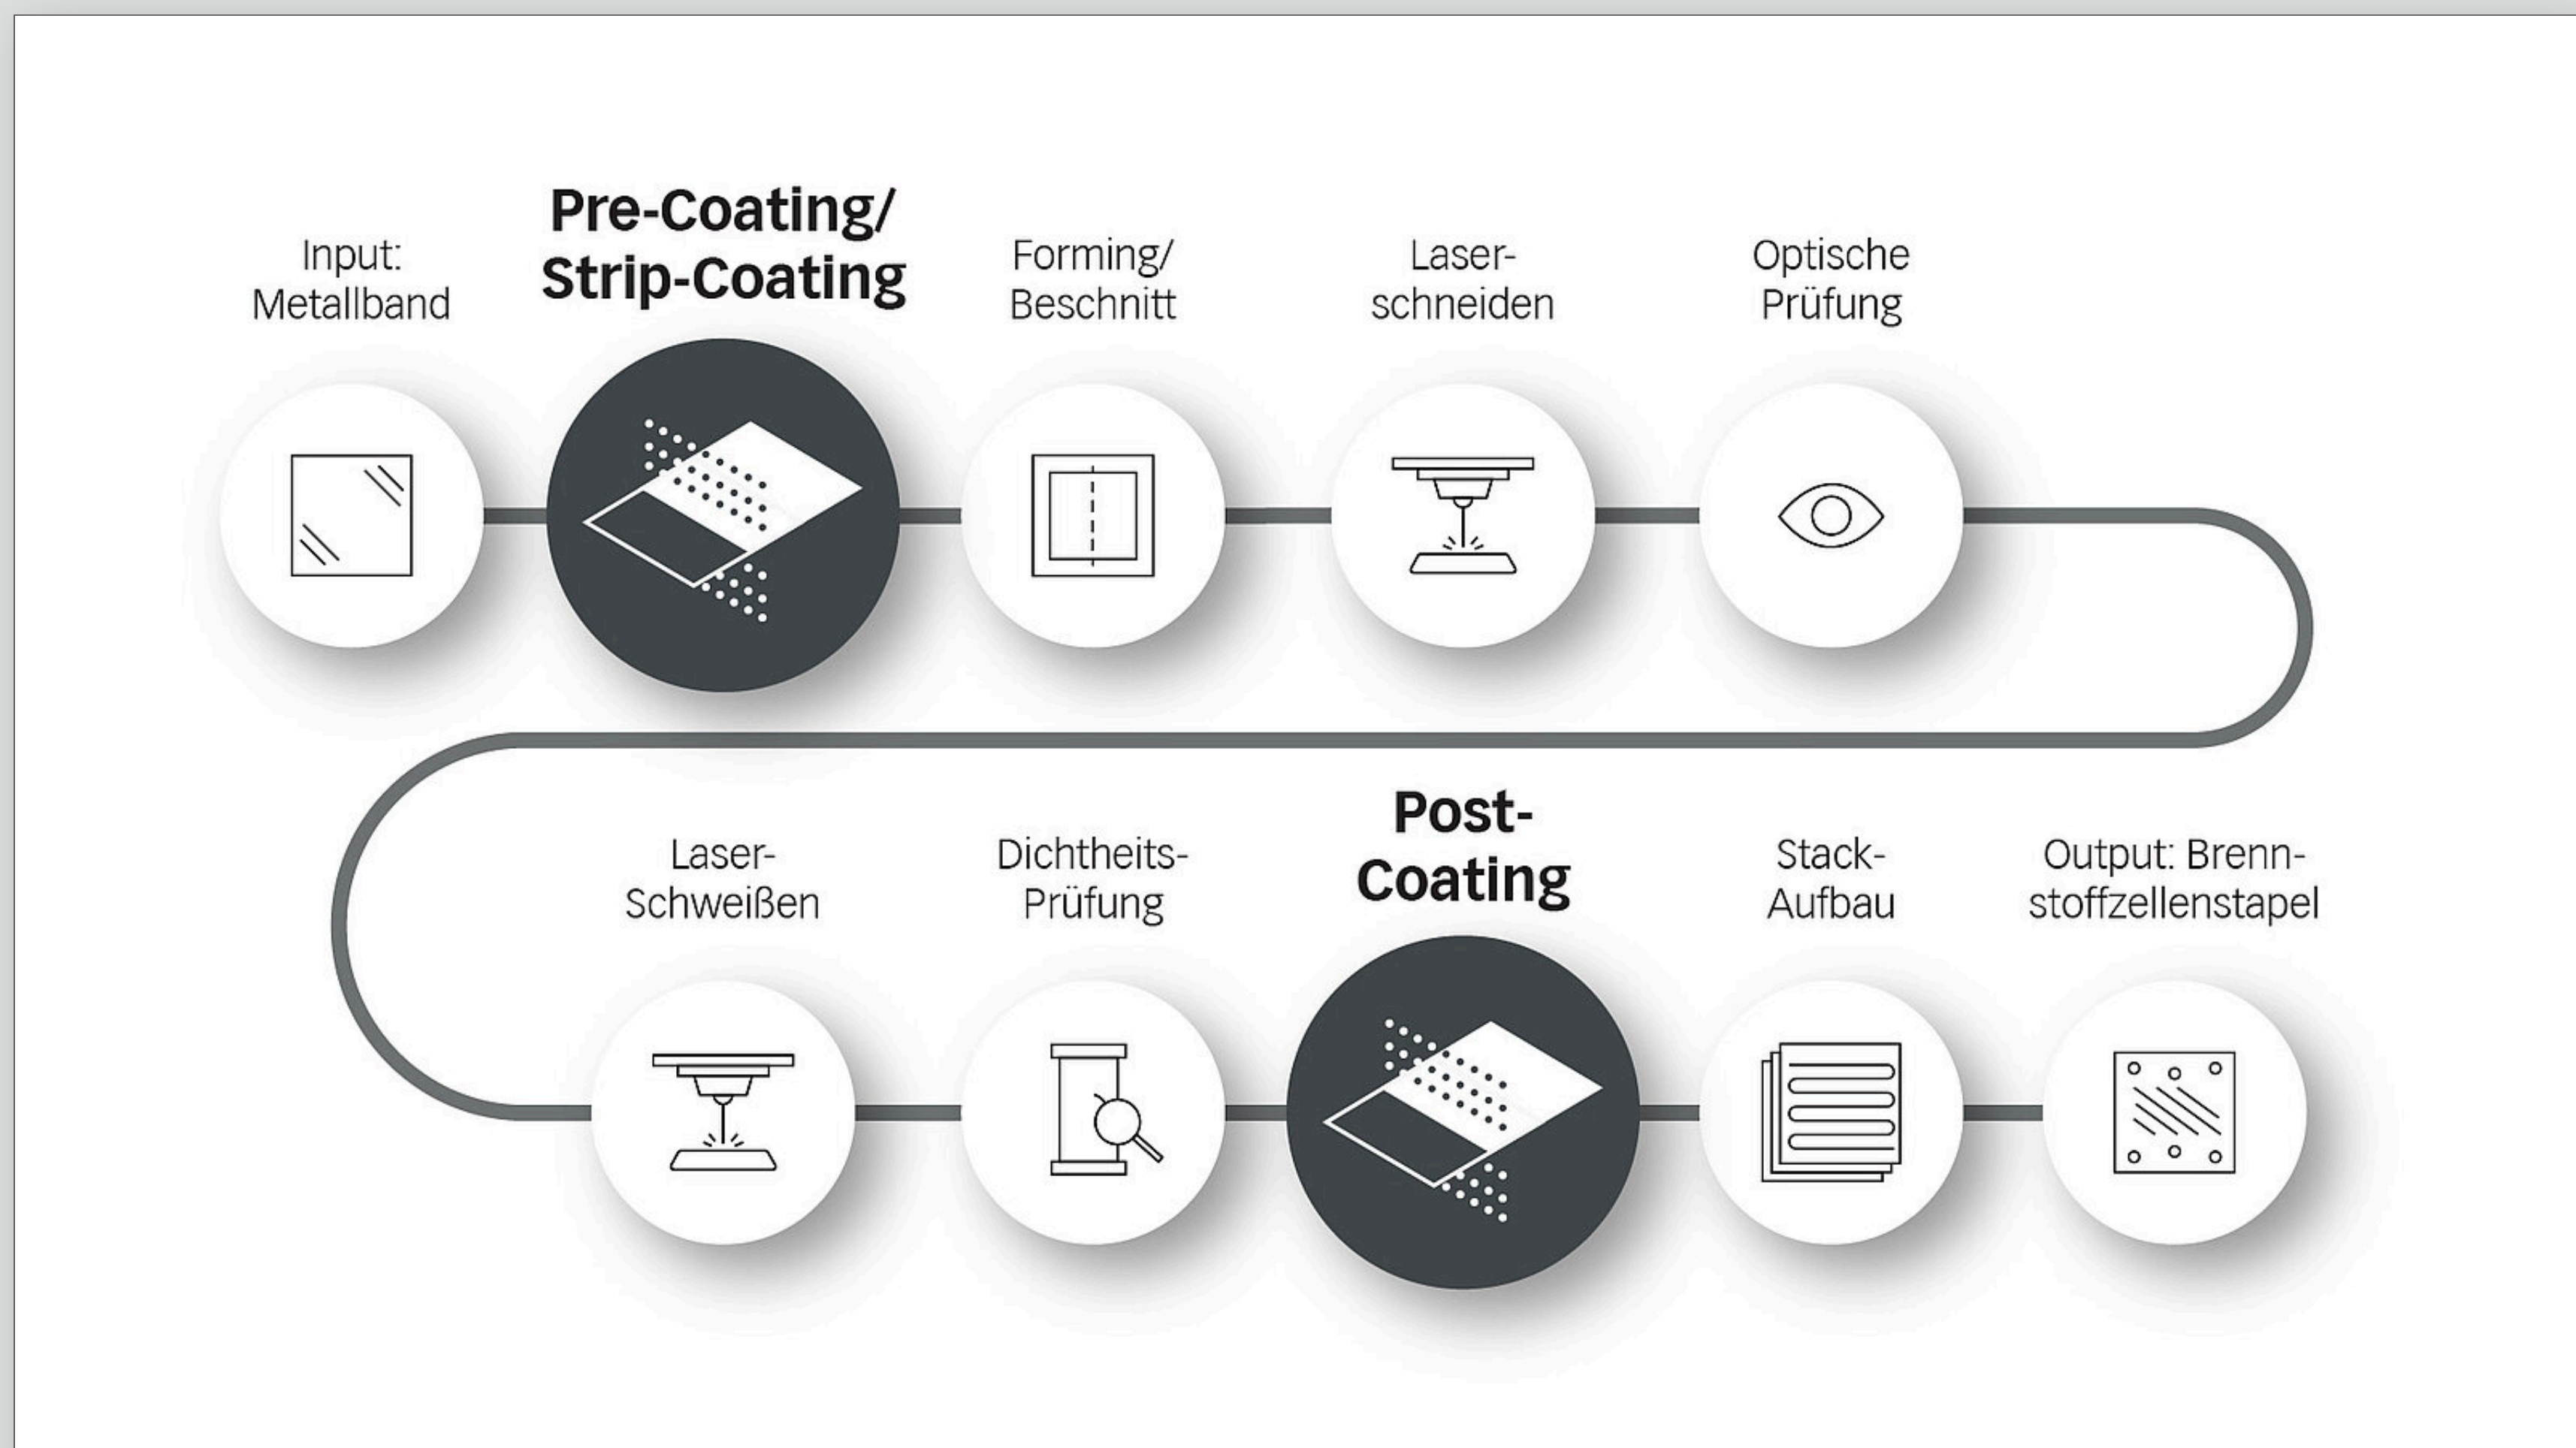 Input:
Metallband
Pre-Coating/
Strip-Coating
Forming/
Beschnitt
Laser-
schneiden
Optische
Prüfung
Laser-
Schweißen
Dichtheits-
Prüfung
Post-
Coating
Stack-
Aufbau
Output: Brenn-
stoffzellenstapel